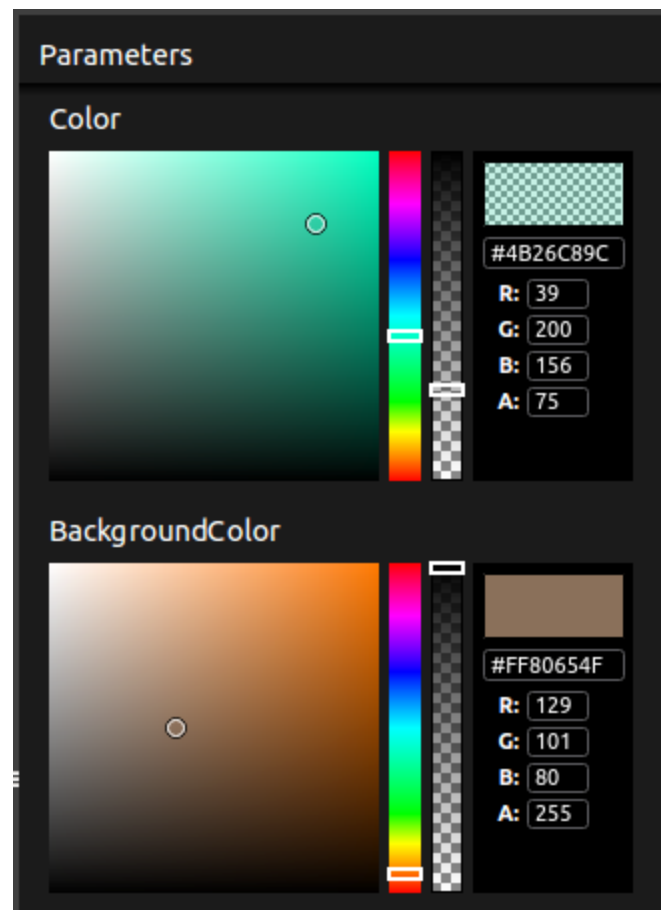 Parameters
Color
#4B26C89C
R: 39
G: 200
B: 156
A: 75
BackgroundColor
#FF80654F
R: 129
G: 101
B: 80
A: 255